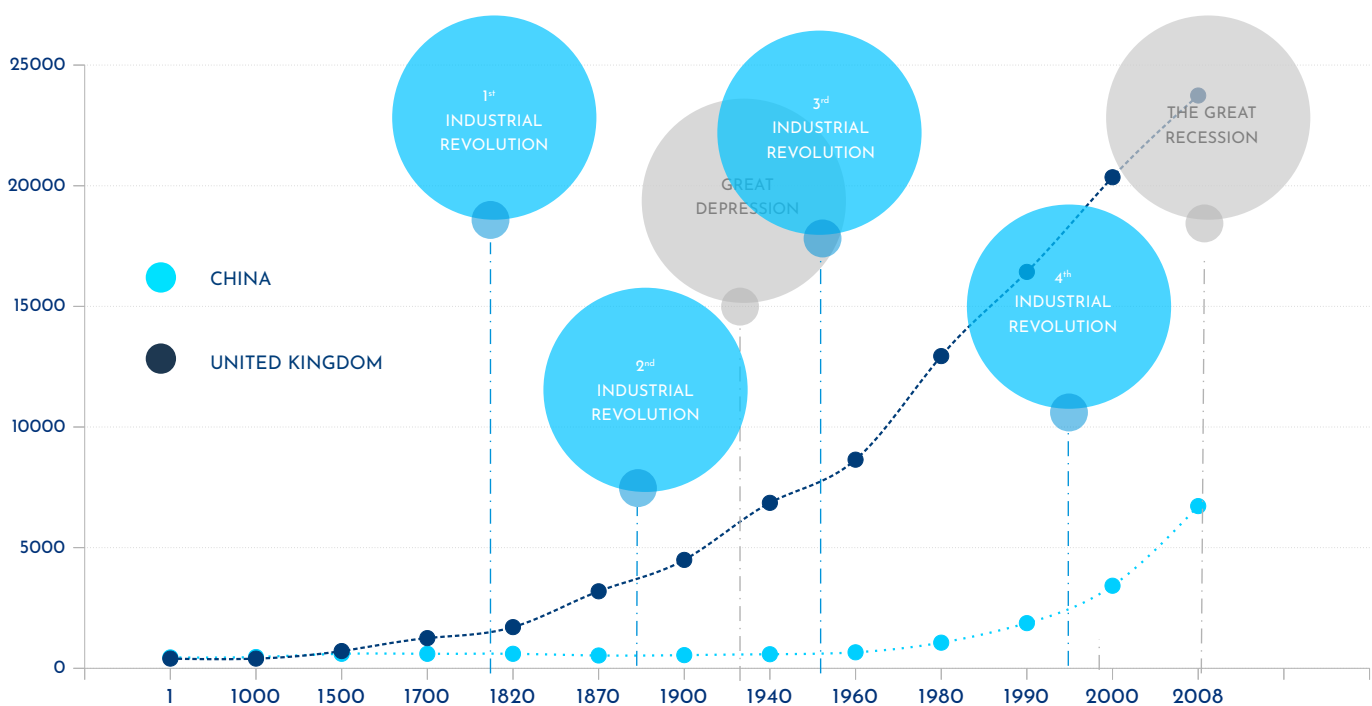 25000
20000
15000
10000
5000
0
1st
INDUSTRIAL
REVOLUTION
GREAT
DEPRESSION
3rd
INDUSTRIAL
REVOLUTION
THE GREAT
RECESSION
CHINA
UNITED KINGDOM
2nd
INDUSTRIAL
REVOLUTION
4th
INDUSTRIAL
REVOLUTION
1 1000 1500 1700 1820 1870 1900 1940 1960 1980 1990 2000 2008